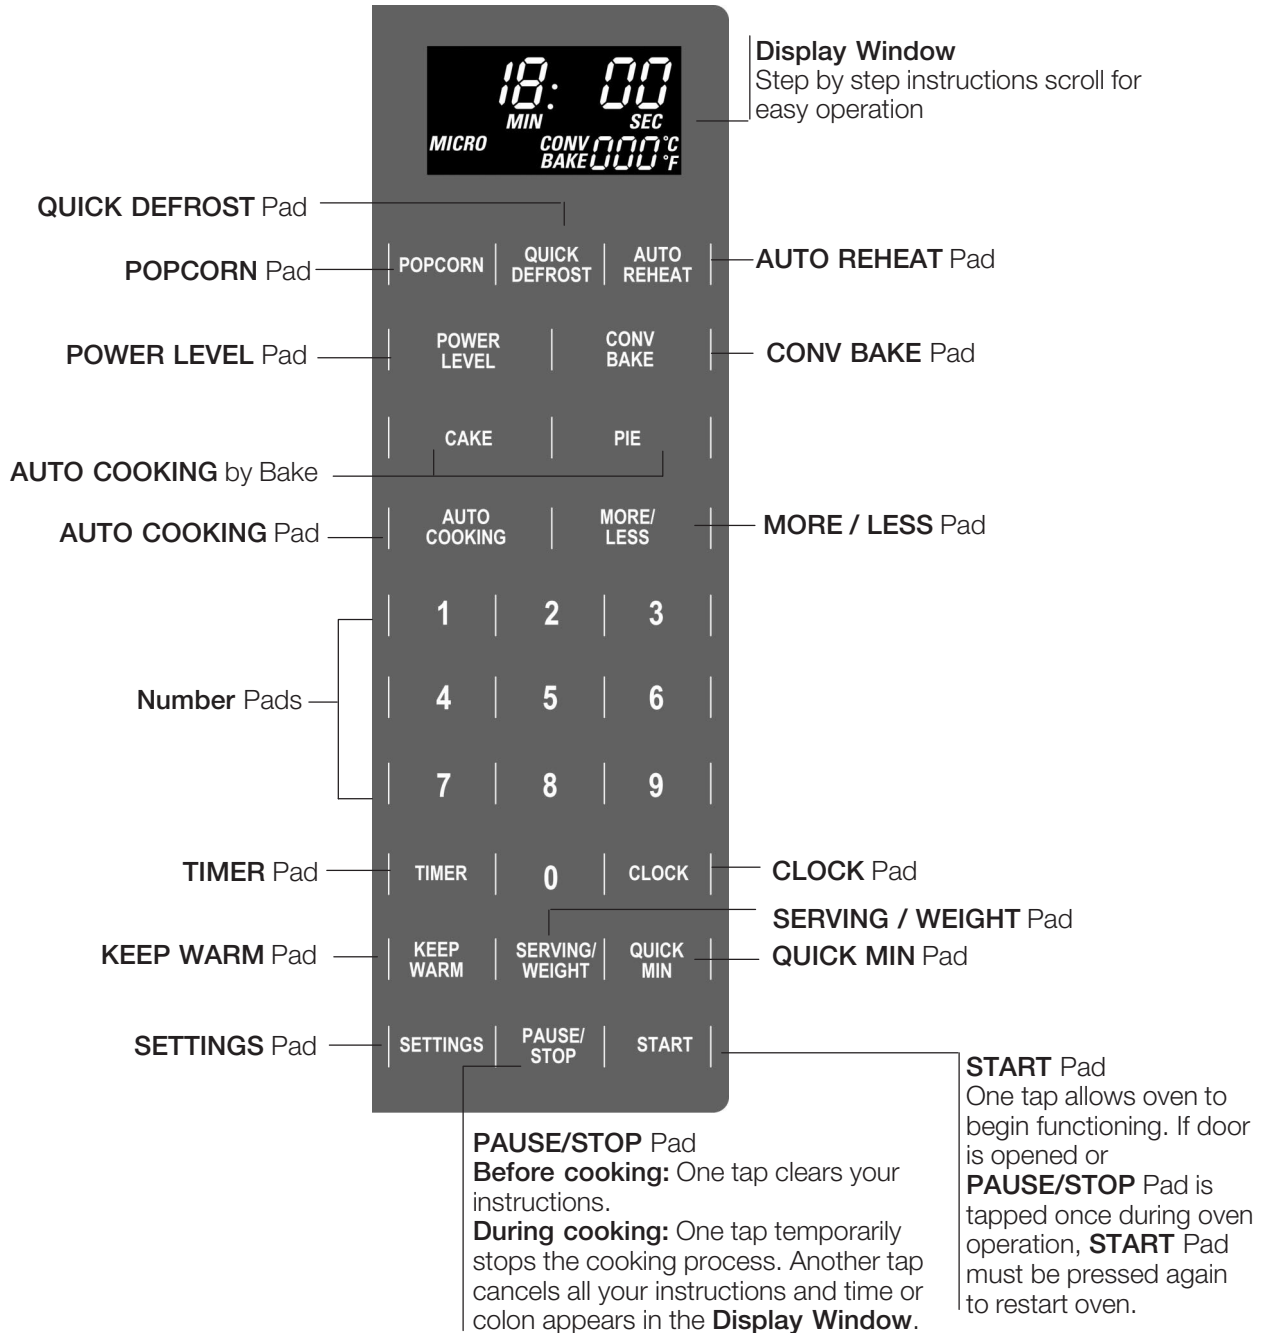 18: 00
MIN SEC
MICRO CONV BAKE 000 °C °F
Display Window
Step by step instructions scroll for
easy operation
QUICK DEFROST Pad
POPCORN Pad
POPCORN
QUICK
DEFROST
AUTO
REHEAT
AUTO REHEAT Pad
POWER LEVEL Pad
POWER
LEVEL
CONV
BAKE
CONV BAKE Pad
CAKE
PIE
AUTO COOKING by Bake
AUTO COOKING Pad
AUTO
COOKING
MORE/
LESS
MORE / LESS Pad
1 2 3
Number Pads
4 5 6
7 8 9
TIMER Pad
TIMER
0
CLOCK
CLOCK Pad
SERVING / WEIGHT Pad
KEEP WARM Pad
KEEP
WARM
SERVING/
WEIGHT
QUICK
MIN
QUICK MIN Pad
SETTINGS Pad
SETTINGS
PAUSE/
STOP
START
PAUSE/STOP Pad
Before cooking: One tap clears your
instructions.
During cooking: One tap temporarily
stops the cooking process. Another tap
cancels all your instructions and time or
colon appears in the Display Window.
START Pad
One tap allows oven to
begin functioning. If door
is opened or
PAUSE/STOP Pad is
tapped once during oven
operation, START Pad
must be pressed again
to restart oven.